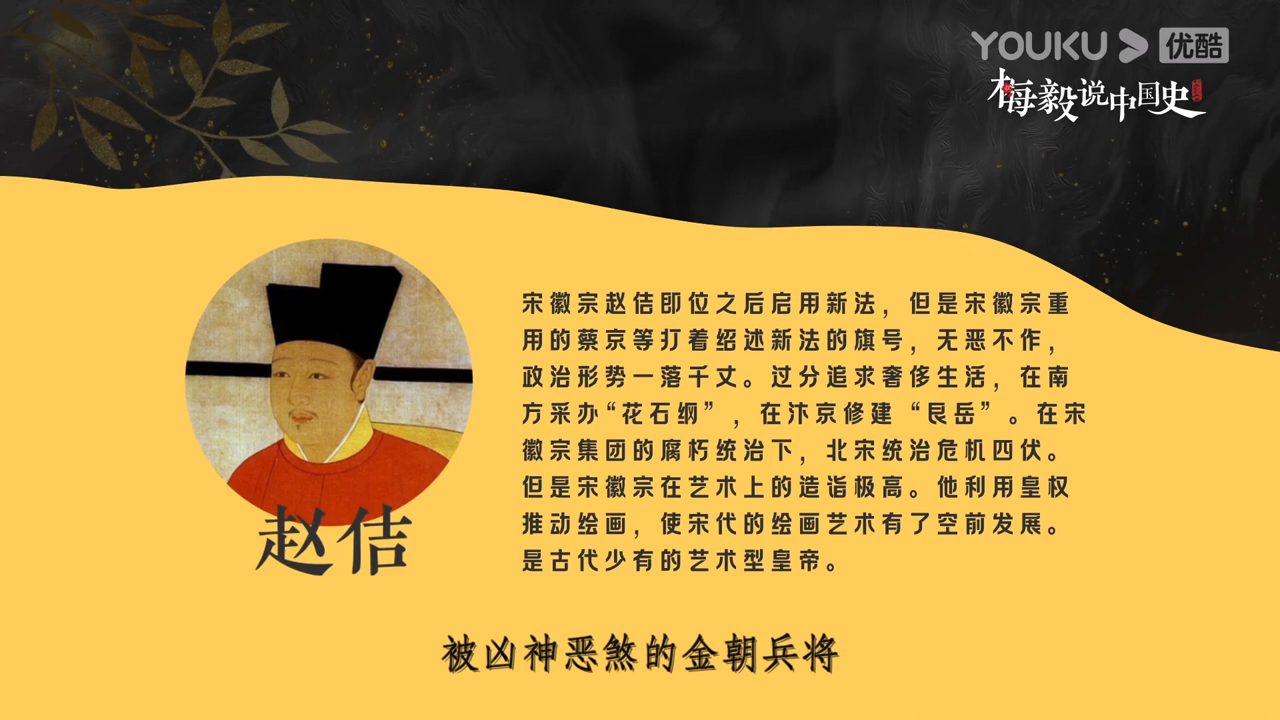 YOUKU 优酷
梅毅说中国史
宋徽宗赵佶即位之后启用新法，但是宋徽宗重
用的蔡京等打着绍述新法的旗号，无恶不作，
政治形势一落千丈。过分追求奢侈生活，在南
方采办“花石纲”，在汴京修建“艮岳”。在宋
徽宗集团的腐朽统治下，北宋统治危机四伏。
但是宋徽宗在艺术上的造诣极高。他利用皇权
推动绘画，使宋代的绘画艺术有了空前发展。
是古代少有的艺术型皇帝。
赵佶
被凶神恶煞的金朝兵将